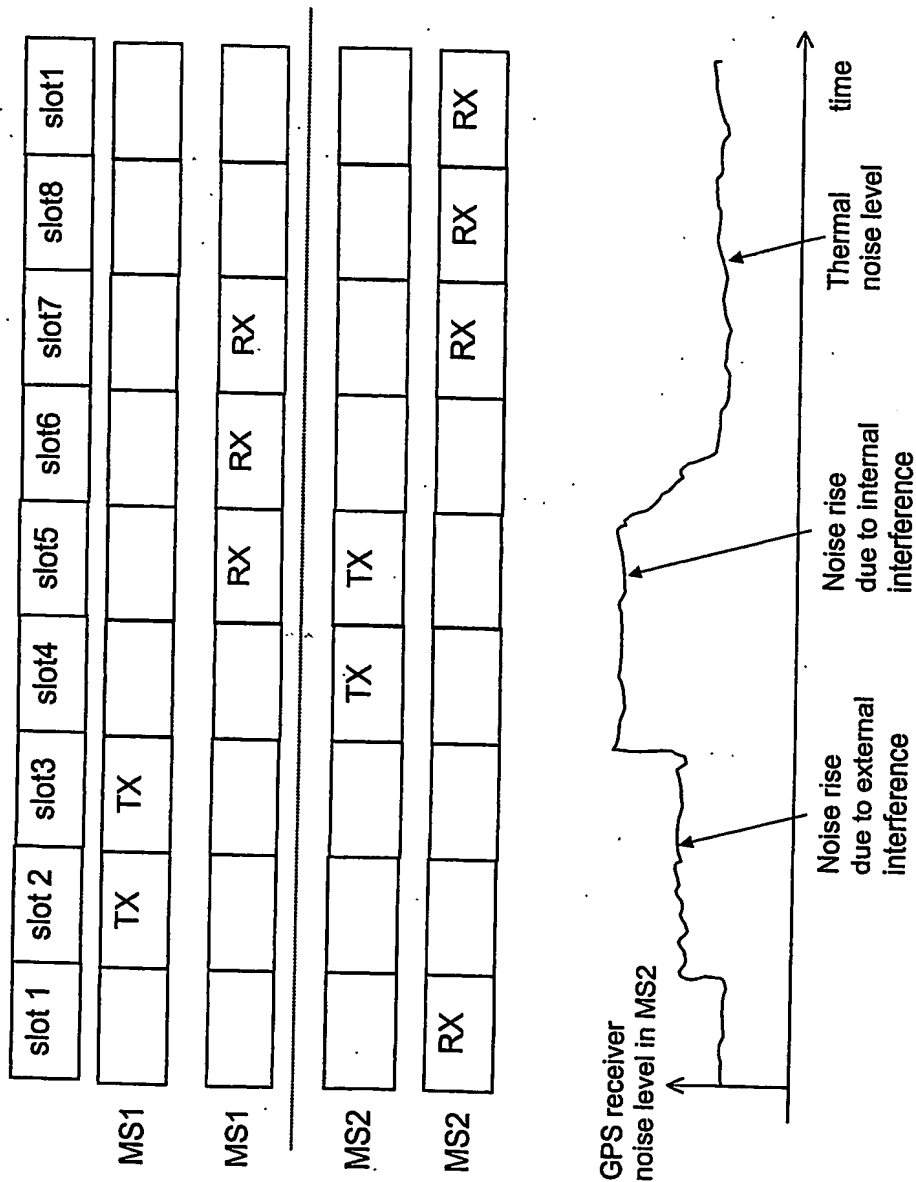 slot 1 slot 2 slot3 slot4 slot5 slot6 slot7 slot8 slot1
MS1 TX TX
MS1 RX RX RX
MS2 TX TX
MS2 RX RX RX RX
GPS receiver
noise level in MS2
Noise rise
due to external
interference
Noise rise
due to internal
interference
Thermal
noise level
time